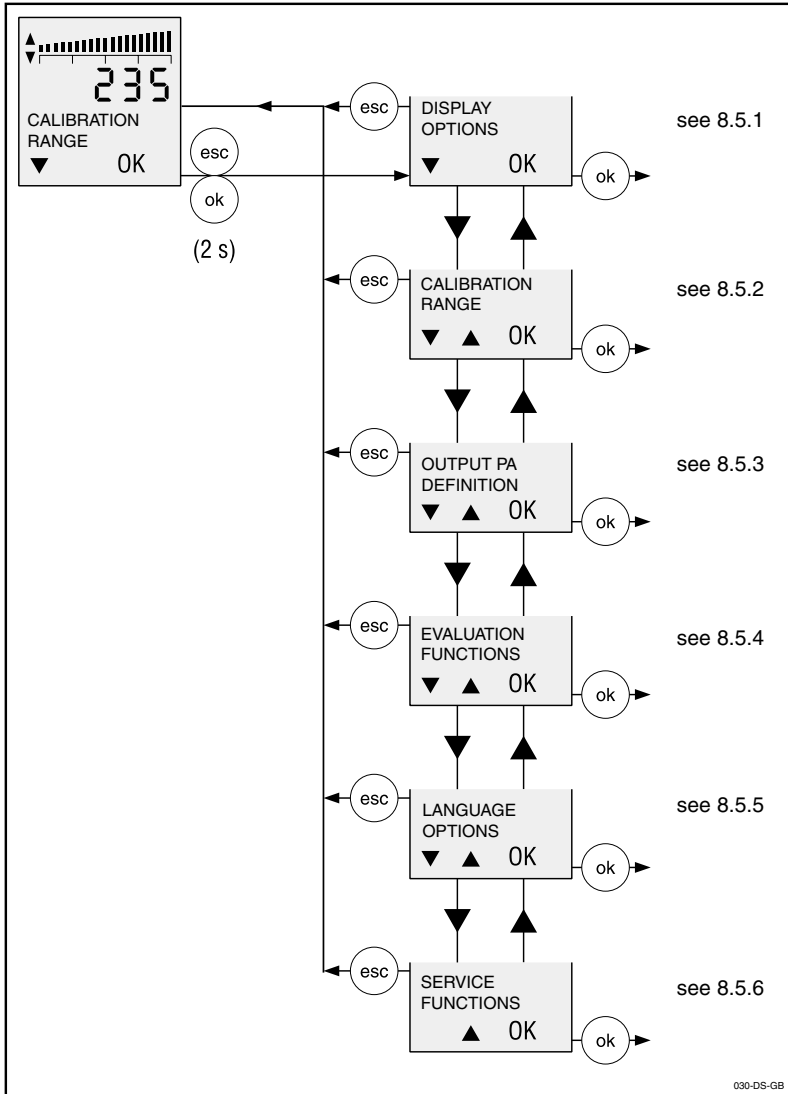 235
CALIBRATION
RANGE
▼ OK
esc
ok
(2 s)
esc
DISPLAY
OPTIONS
▼ OK
ok
see 8.5.1
esc
CALIBRATION
RANGE
▼ ▲ OK
ok
see 8.5.2
esc
OUTPUT PA
DEFINITION
▼ ▲ OK
ok
see 8.5.3
esc
EVALUATION
FUNCTIONS
▼ ▲ OK
ok
see 8.5.4
esc
LANGUAGE
OPTIONS
▼ ▲ OK
ok
see 8.5.5
esc
SERVICE
FUNCTIONS
▲ OK
ok
see 8.5.6
030-DS-GB